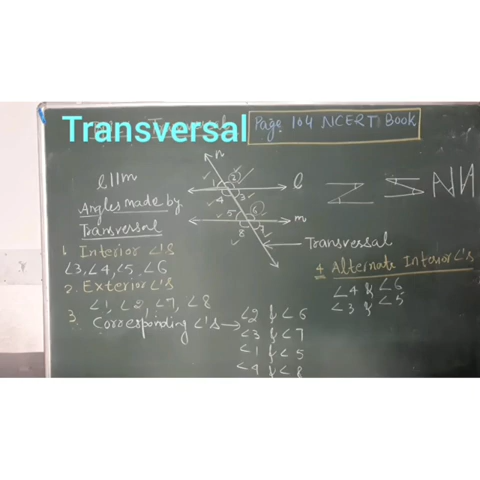 Transversal
Page 104 NCERT Book
n
l || m
1 2
l
4 3
Angles made by
Transversal
5 6
m
8 7
Transversal
1. Interior ∠'s
∠3, ∠4, ∠5, ∠6
2. Exterior ∠'s
∠1, ∠2, ∠7, ∠8
3. Corresponding ∠'s → ∠2 & ∠6
∠3 & ∠7
∠1 & ∠5
∠4 & ∠8
4 Alternate Interior ∠'s
∠4 & ∠6
∠3 & ∠5